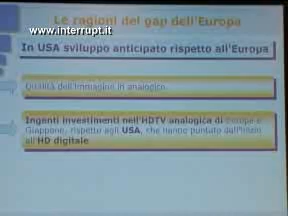 Le ragioni del gap dell'Europa
www.interrupt.it
In USA sviluppo anticipato rispetto all'Europa
Qualità dell'immagine in analogico
Ingenti investimenti nell'HDTV analogica di Europa e
Giappone, rispetto agli USA, che hanno puntato dall'inizio
all'HD digitale